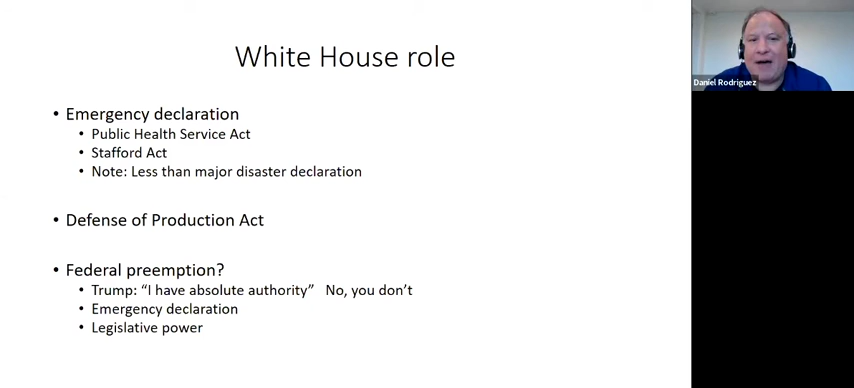 White House role
• Emergency declaration
• Public Health Service Act
• Stafford Act
• Note: Less than major disaster declaration
• Defense of Production Act
• Federal preemption?
• Trump: “I have absolute authority” No, you don’t
• Emergency declaration
• Legislative power
Daniel Rodriguez